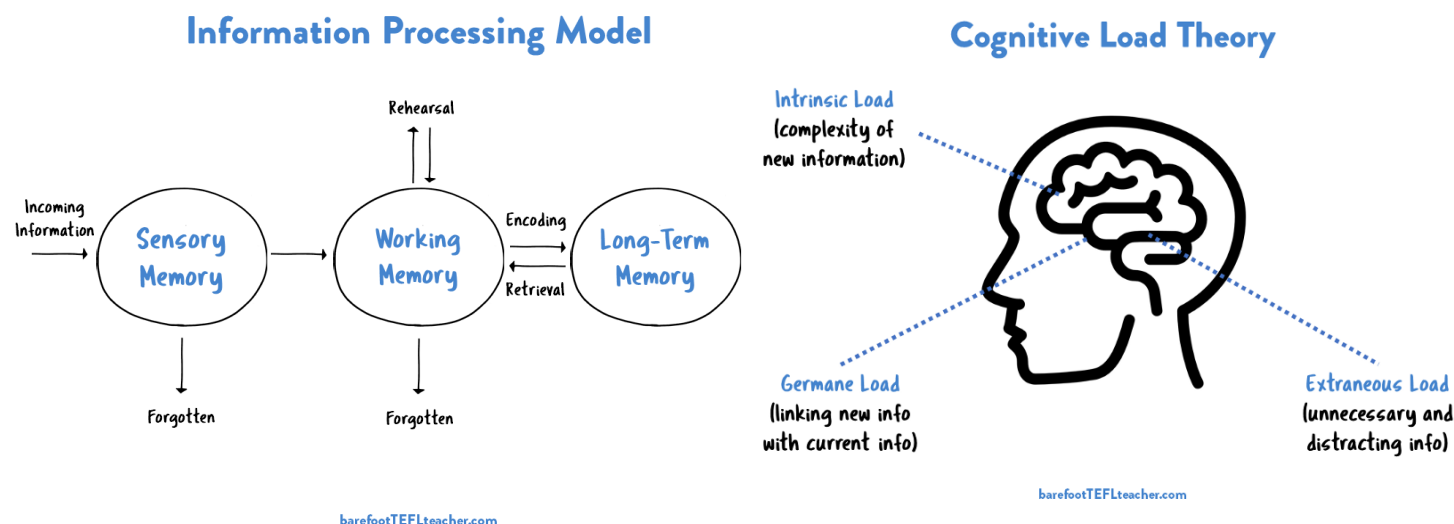 Information Processing Model
Rehearsal
Incoming
Information
Sensory
Memory
Working
Memory
Encoding
Retrieval
Long-Term
Memory
Forgotten
Forgotten
barefootTEFLteacher.com
Cognitive Load Theory
Intrinsic Load
(complexity of
new information)
Germane Load
(linking new info
with current info)
Extraneous Load
(unnecessary and
distracting info)
barefootTEFLteacher.com